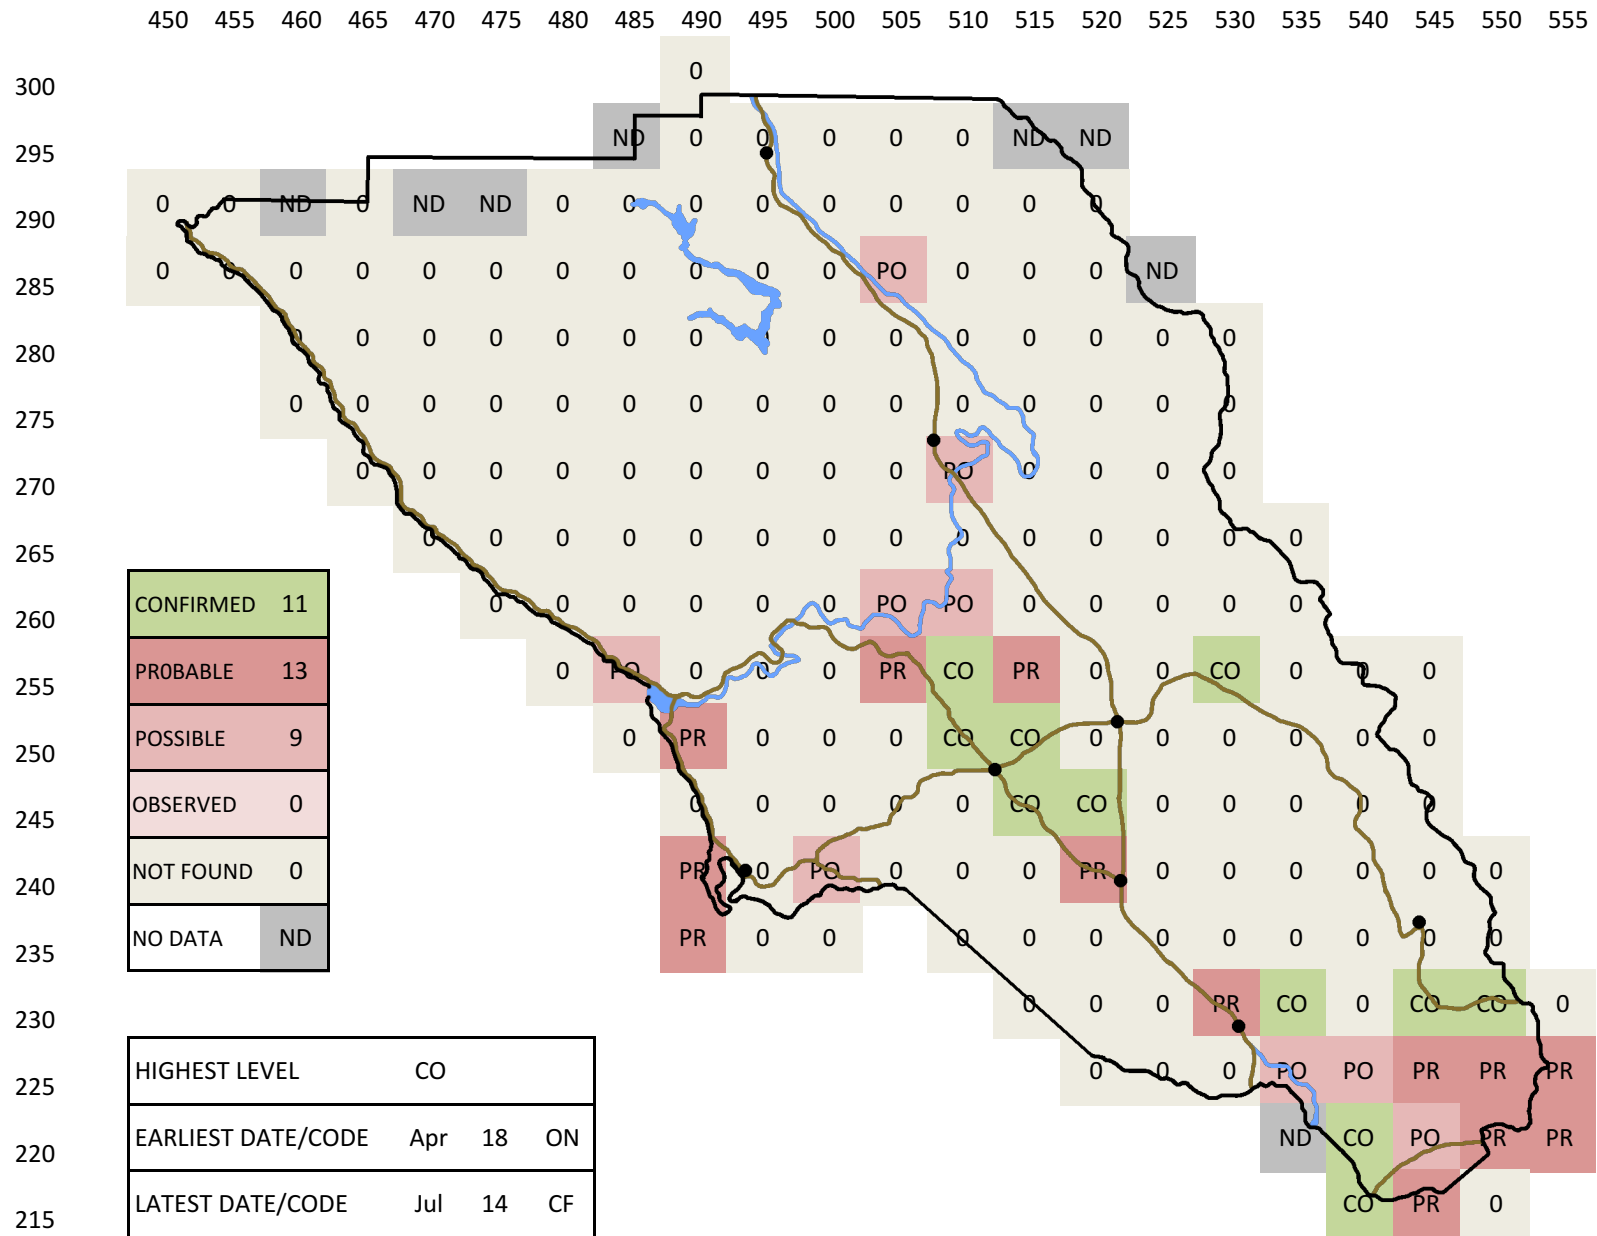 450 455 460 465 470 475 480 485 490 495 500 505 510 515 520 525 530 535 540 545 550 555
300 0
295 ND 0 0 0 0 0 ND ND
290 0 0 ND 0 ND ND 0 0 0 0 0 0 0 0 0
285 0 0 0 0 0 0 0 0 0 0 0 PO 0 0 0 ND
280 0 0 0 0 0 0 0 0 0 0 0 0 0 0 0
275 0 0 0 0 0 0 0 0 0 0 0 0 0 0 0
270 0 0 0 0 0 0 0 0 0 PO 0 0 0 0
265 0 0 0 0 0 0 0 0 0 0 0 0 0 0
260 0 0 0 0 0 0 PO PO 0 0 0 0 0
255 0 PO 0 0 0 PR CO PR 0 0 CO 0 0 0
250 0 PR 0 0 0 CO CO 0 0 0 0 0 0
245 0 0 0 0 0 CO CO 0 0 0 0 0
240 PR 0 PO 0 0 0 PR 0 0 0 0 0 0
235 PR 0 0 0 0 0 0 0 0 0 0 0
230 0 0 0 PR CO 0 CO CO 0
225 0 0 0 PO PO PR PR PR
220 ND CO PO PR PR
215 CO PR 0
CONFIRMED 11
PR0BABLE 13
POSSIBLE 9
OBSERVED 0
NOT FOUND 0
NO DATA ND
HIGHEST LEVEL CO
EARLIEST DATE/CODE Apr 18 ON
LATEST DATE/CODE Jul 14 CF